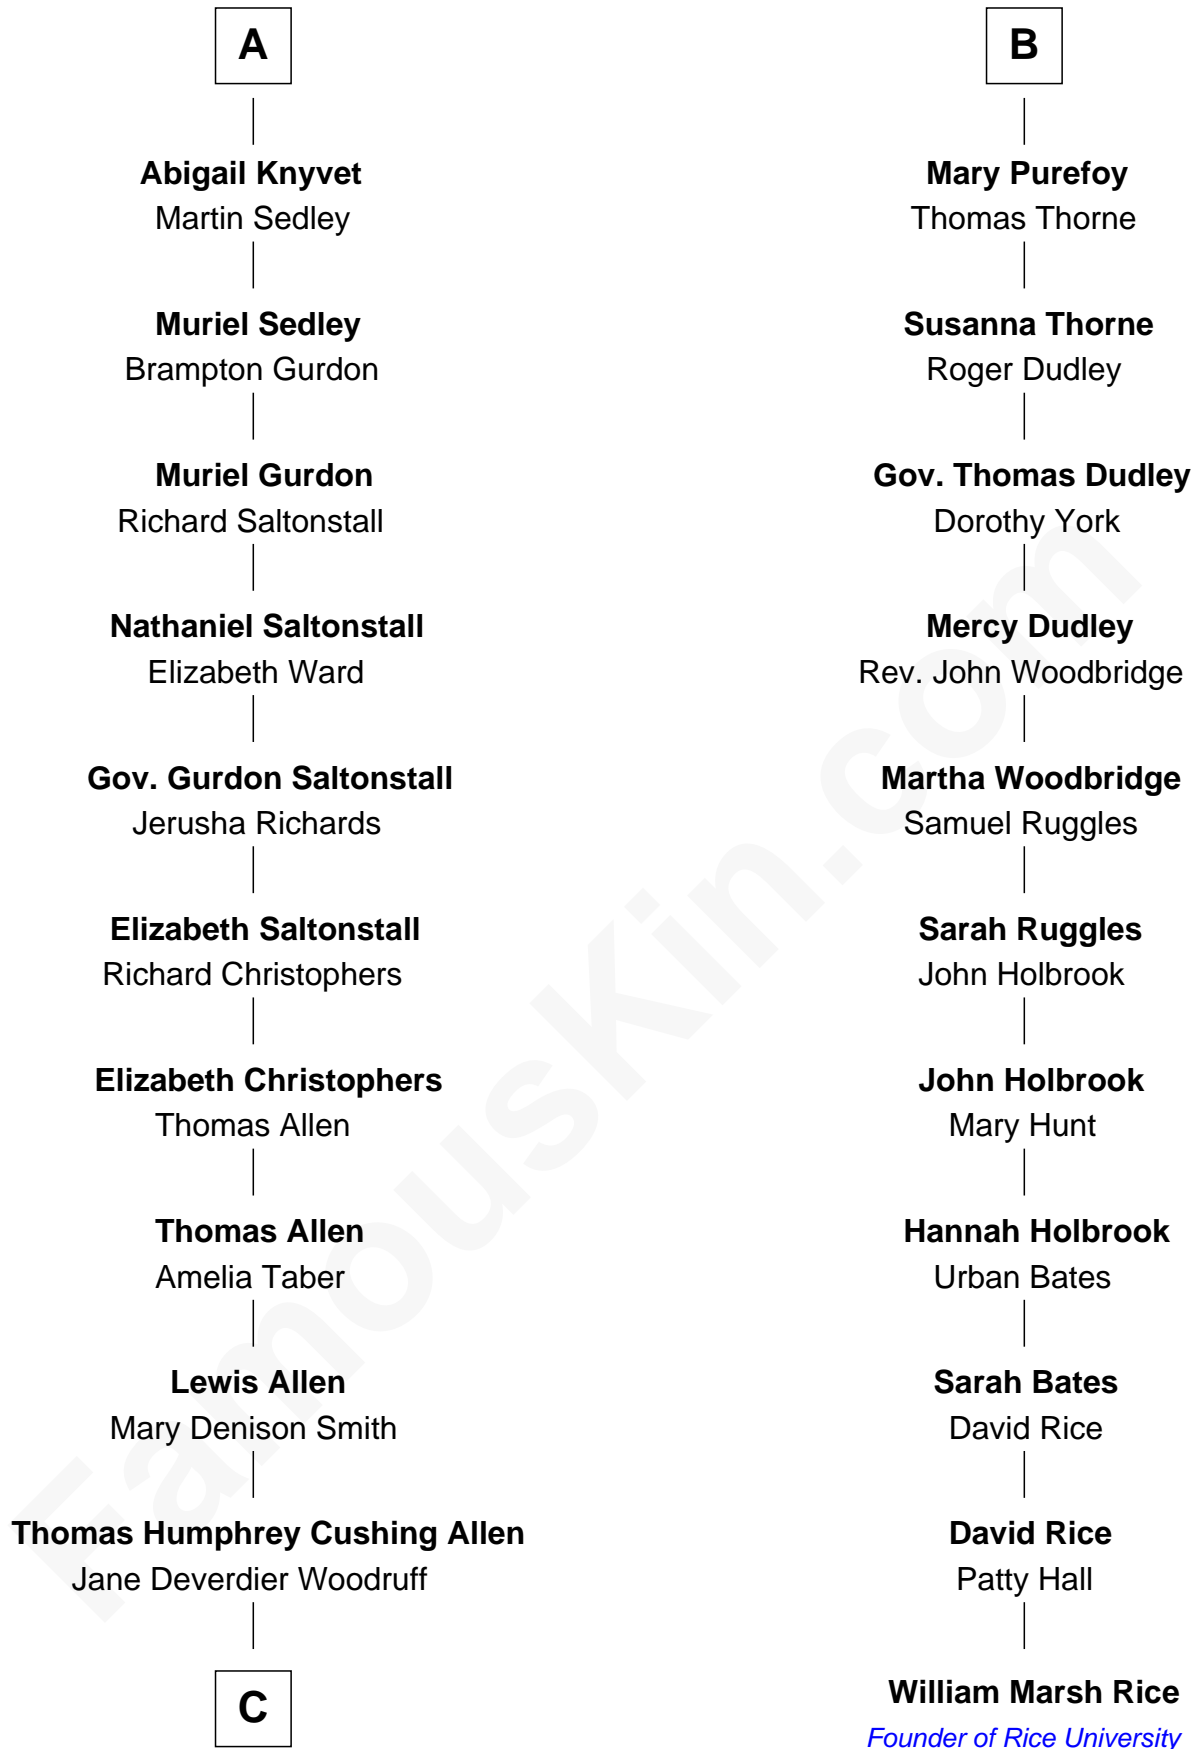 A
Abigail Knyvet
Martin Sedley
Muriel Sedley
Brampton Gurdon
Muriel Gurdon
Richard Saltonstall
Nathaniel Saltonstall
Elizabeth Ward
Gov. Gurdon Saltonstall
Jerusha Richards
Elizabeth Saltonstall
Richard Christophers
Elizabeth Christophers
Thomas Allen
Thomas Allen
Amelia Taber
Lewis Allen
Mary Denison Smith
Thomas Humphrey Cushing Allen
Jane Deverdier Woodruff
C
B
Mary Purefoy
Thomas Thorne
Susanna Thorne
Roger Dudley
Gov. Thomas Dudley
Dorothy York
Mercy Dudley
Rev. John Woodbridge
Martha Woodbridge
Samuel Ruggles
Sarah Ruggles
John Holbrook
John Holbrook
Mary Hunt
Hannah Holbrook
Urban Bates
Sarah Bates
David Rice
David Rice
Patty Hall
William Marsh Rice
Founder of Rice University
FamousKin.com